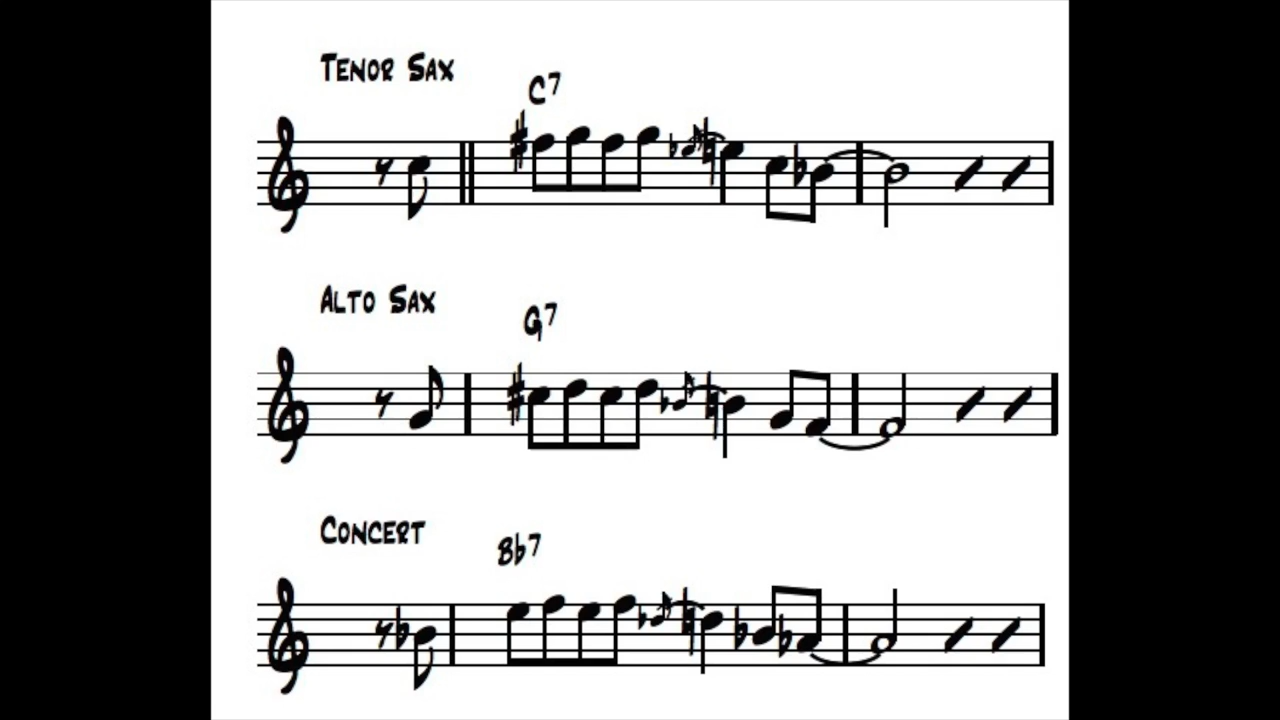 TENOR SAX
C7
ALTO SAX
G7
CONCERT
Bb7